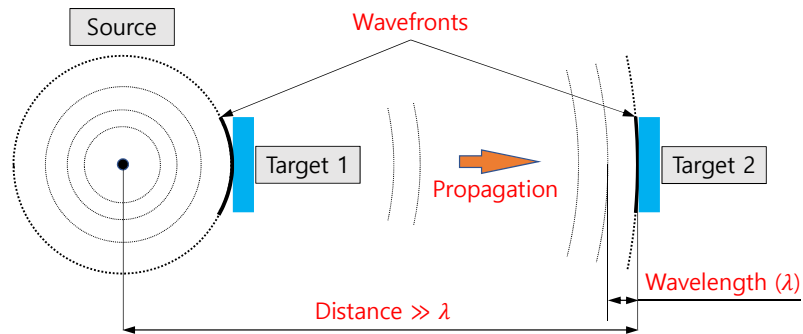 Source
Wavefronts
Target 1
Target 2
Propagation
Wavelength (λ)
Distance ≫ λ